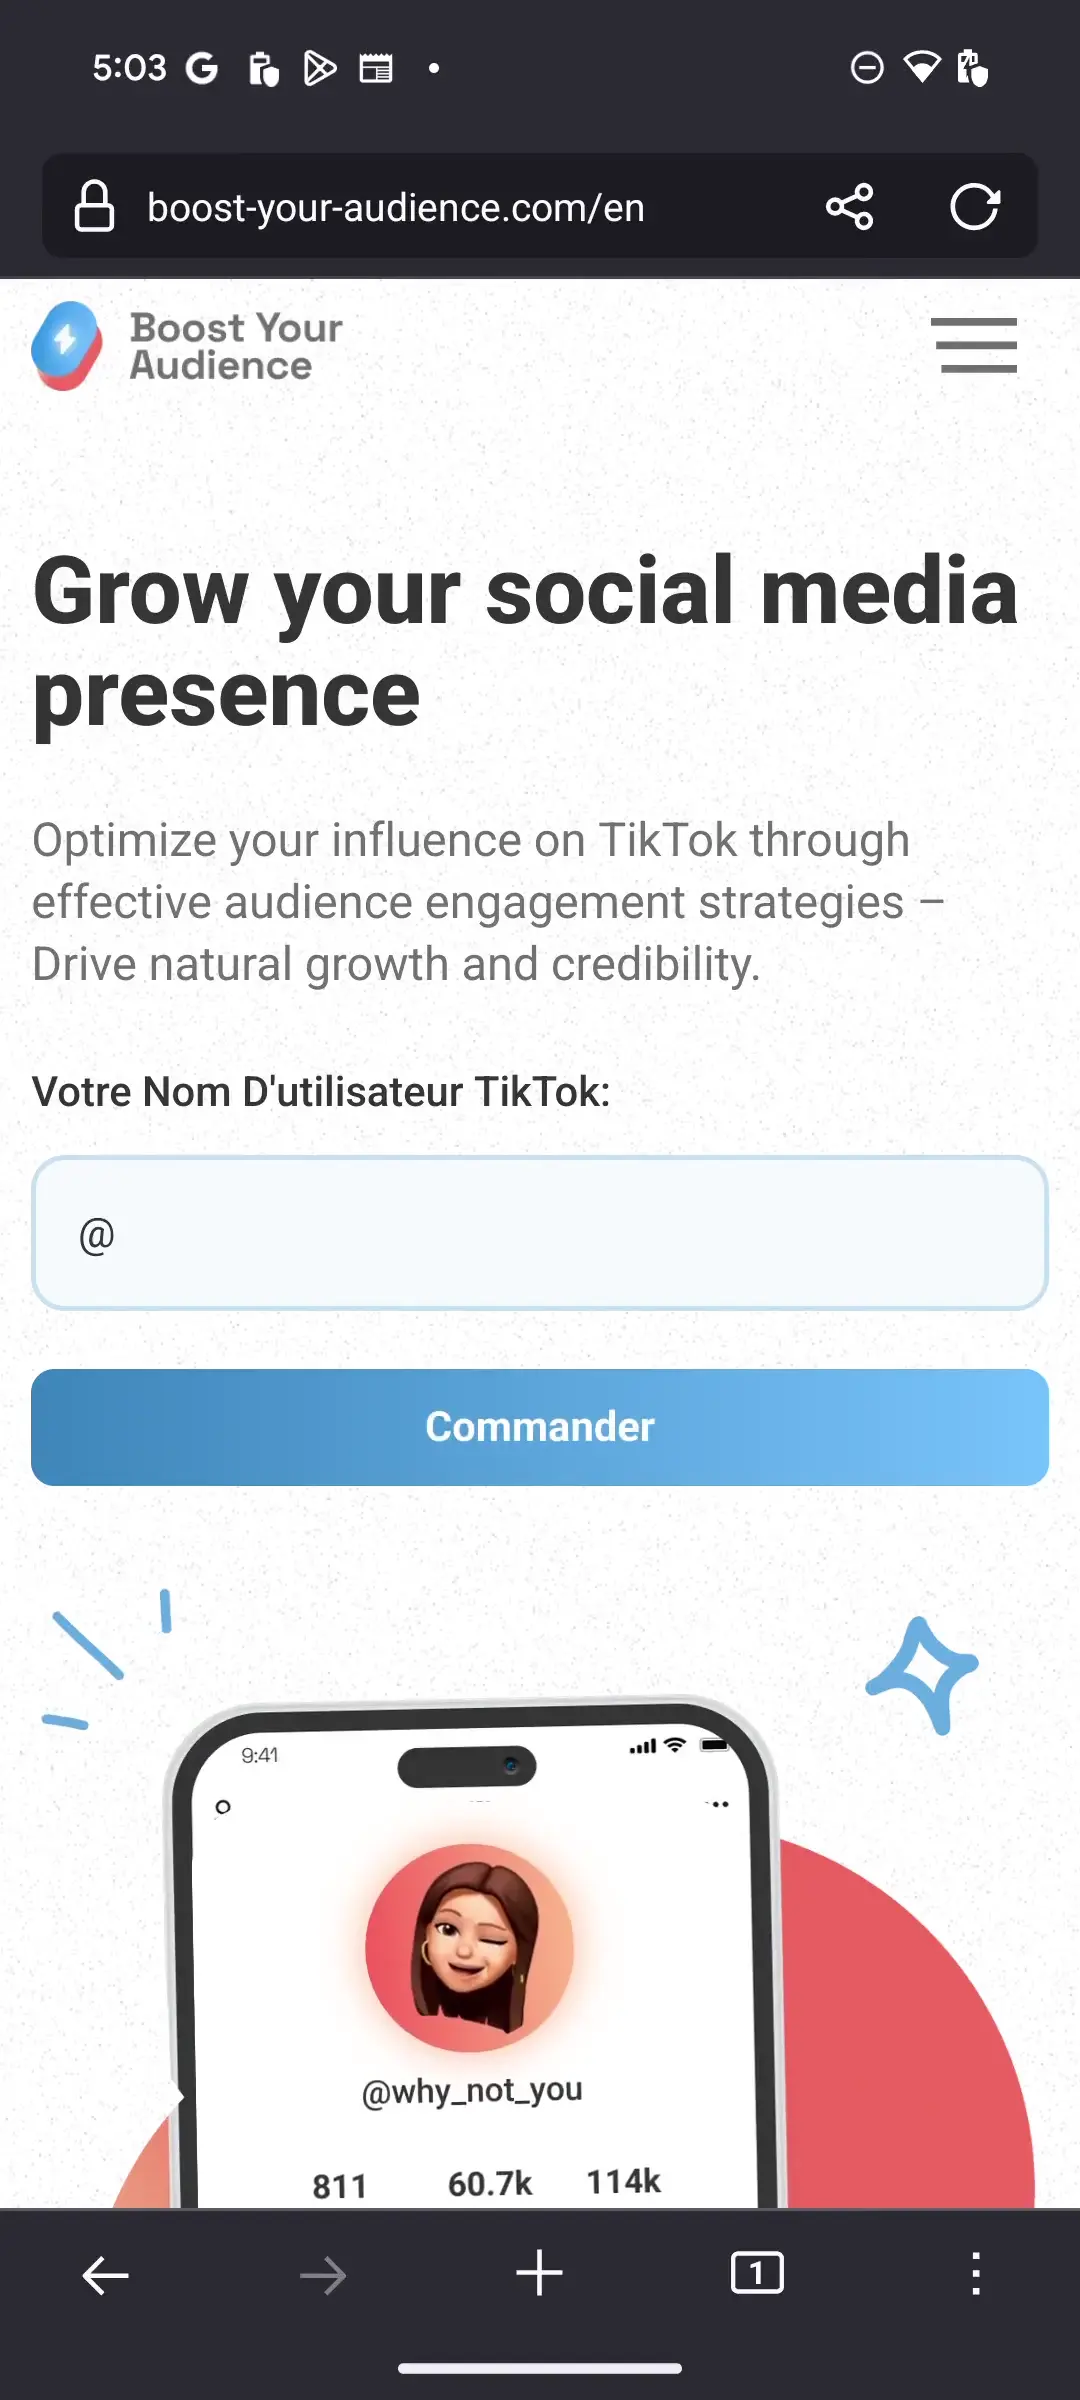 5:03
boost-your-audience.com/en
Boost Your
Audience
Grow your social media
presence
Optimize your influence on TikTok through
effective audience engagement strategies –
Drive natural growth and credibility.
Votre Nom D'utilisateur TikTok:
@
Commander
9:41
@why_not_you
811 60.7k 114k
1